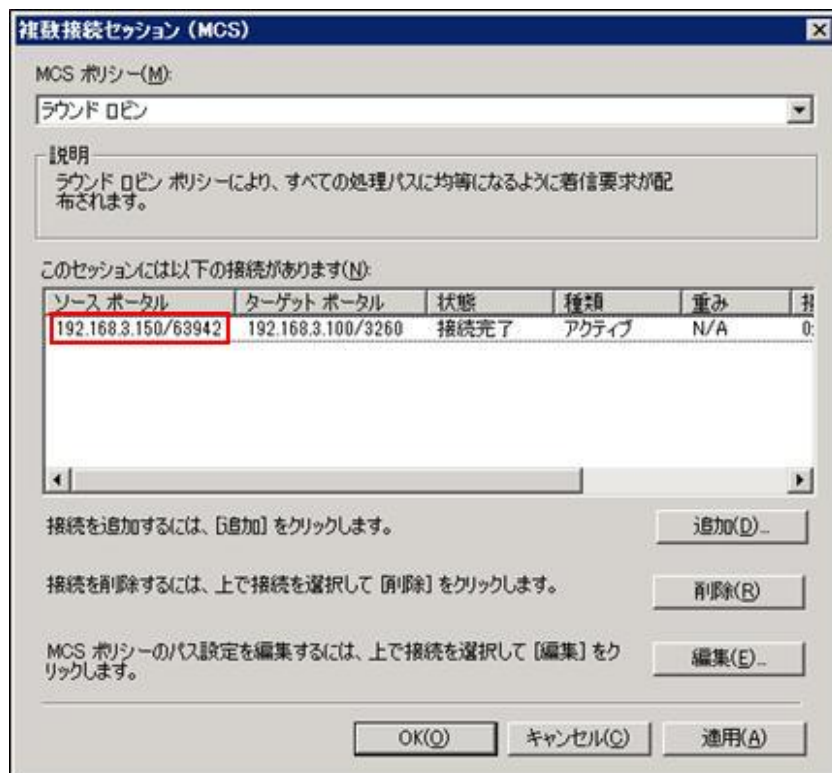 複数接続セッション (MCS)
MCS ポリシー(M):
ラウンド ロビン
説明
ラウンド ロビン ポリシーにより、すべての処理パスに均等になるように着信要求が配
布されます。
このセッションには以下の接続があります(N):
ソース ポータル ターゲット ポータル 状態 種類 重み 接
192.168.3.150/63942 192.168.3.100/3260 接続完了 アクティブ N/A 0:
接続を追加するには、[追加] をクリックします。
追加(D)...
接続を削除するには、上で接続を選択して [削除] をクリックします。
削除(R)
MCS ポリシーのパス設定を編集するには、上で接続を選択して [編集] をク
リックします。
編集(E)...
OK(O) キャンセル(C) 適用(A)